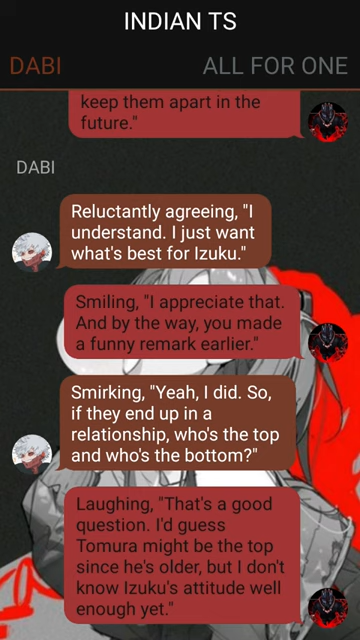 INDIAN TS
DABI
ALL FOR ONE
keep them apart in the
future."
DABI
Reluctantly agreeing, "I
understand. I just want
what's best for Izuku."
Smiling, "I appreciate that.
And by the way, you made
a funny remark earlier."
Smirking, "Yeah, I did. So,
if they end up in a
relationship, who's the top
and who's the bottom?"
Laughing, "That's a good
question. I'd guess
Tomura might be the top
since he's older, but I don't
know Izuku's attitude well
enough yet."